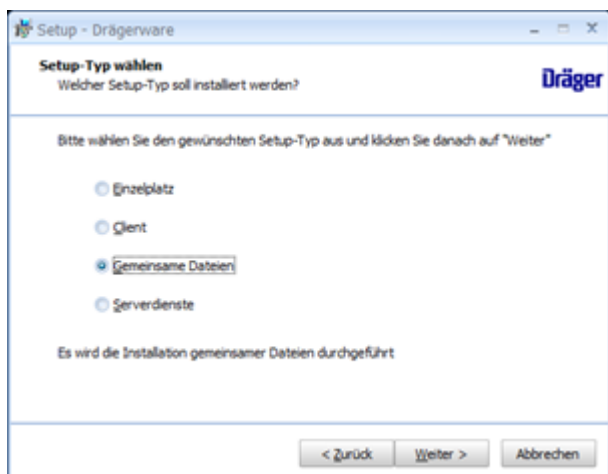 Setup - Drägerware
Setup-Typ wählen
Welcher Setup-Typ soll installiert werden?
Dräger
Bitte wählen Sie den gewünschten Setup-Typ aus und klicken Sie danach auf "Weiter"
Einzelplatz
Client
Gemeinsame Dateien
Serverdienste
Es wird die Installation gemeinsamer Dateien durchgeführt
< Zurück Weiter > Abbrechen